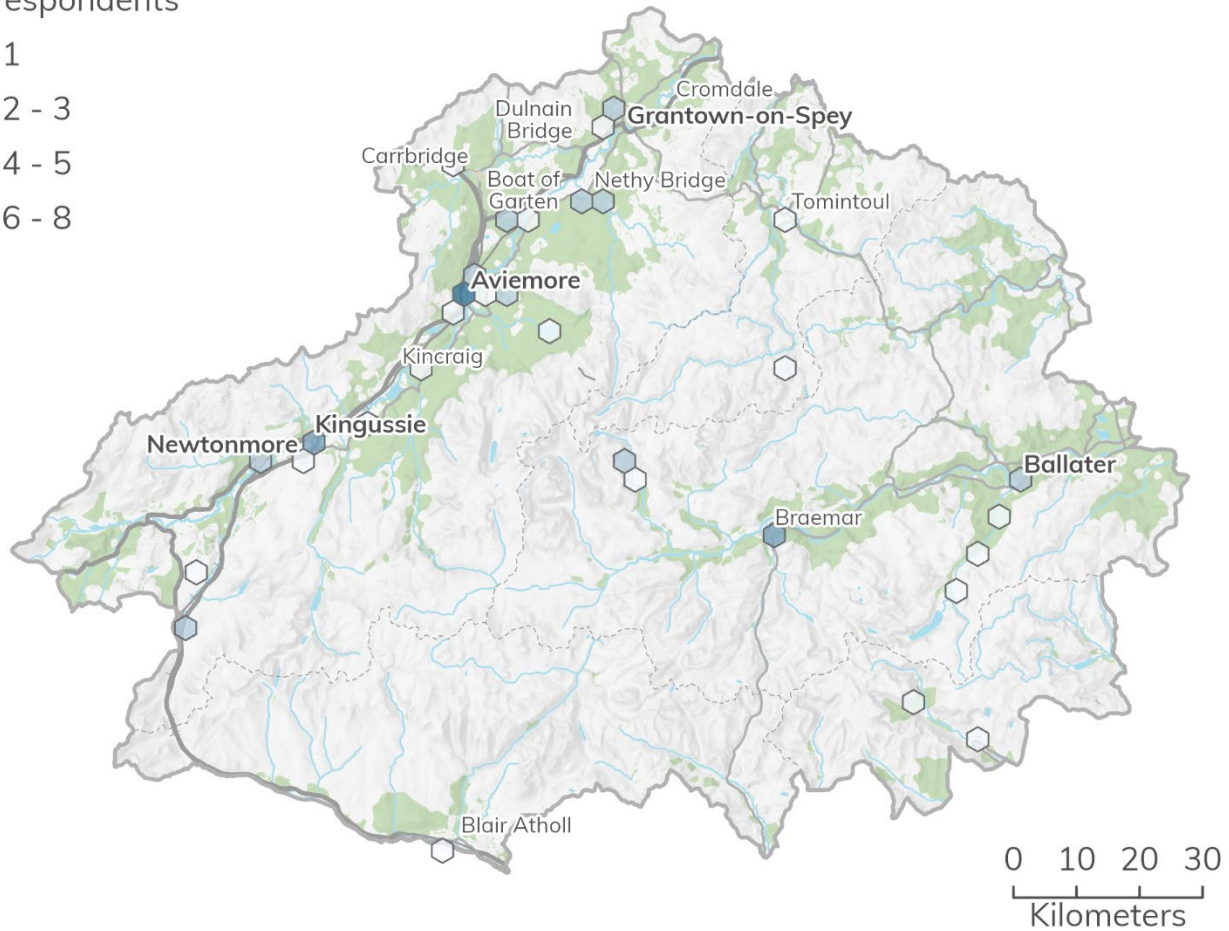 espondents
1
2 - 3
4 - 5
6 - 8
Cromdale
Dulnain
Bridge
Grantown-on-Spey
Carrbridge
Boat of
Garten
Nethy Bridge
Tomintoul
Aviemore
Kincraig
Kingussie
Newtonmore
Ballater
Braemar
Blair Atholl
0 10 20 30
Kilometers